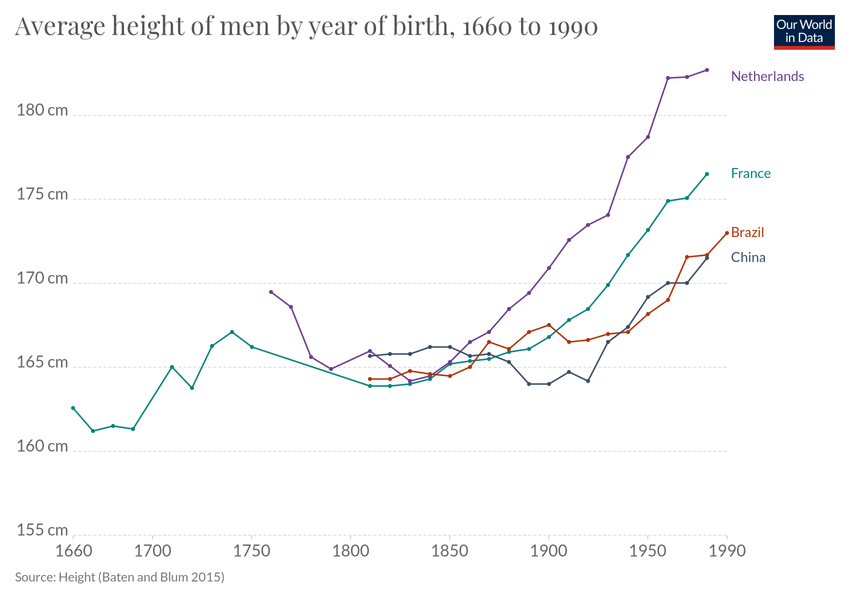 Average height of men by year of birth, 1660 to 1990
Our World
in Data
180 cm
175 cm
170 cm
165 cm
160 cm
155 cm
Netherlands
France
Brazil
China
1660
1700
1750
1800
1850
1900
1950
1990
Source: Height (Baten and Blum 2015)